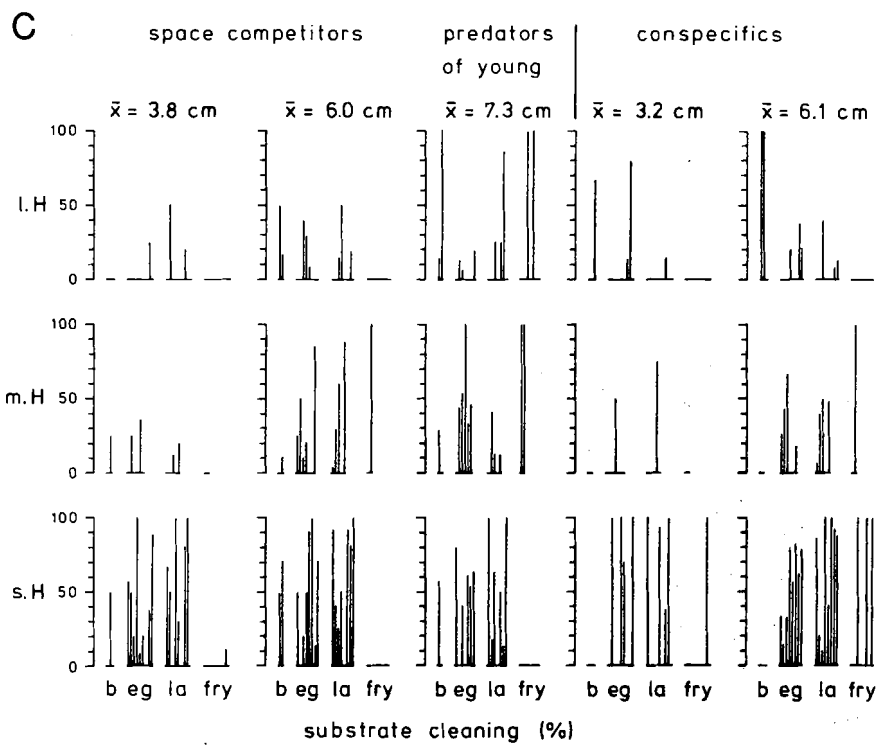 C
space competitors predators conspecifics
of young
x̄ = 3.8 cm x̄ = 6.0 cm x̄ = 7.3 cm x̄ = 3.2 cm x̄ = 6.1 cm
100
l.H 50
0
100
m.H 50
0
100
s.H 50
0
b eg la fry b eg la fry b eg la fry b eg la fry b eg la fry
substrate cleaning (%)